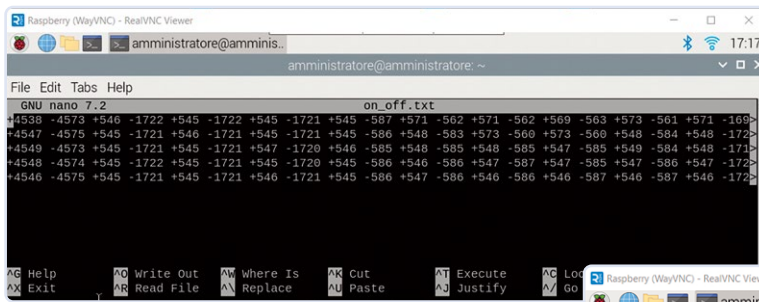 Raspberry (WayVNC) - RealVNC Viewer
amministratore@amminis.. 17:17
amministratore@amministratore: ~
File Edit Tabs Help
GNU nano 7.2 on_off.txt
+4538 -4573 +546 -1722 +545 -1722 +545 -1721 +545 -587 +571 -562 +571 -562 +569 -563 +573 -561 +571 -169>
+4547 -4575 +545 -1721 +546 -1721 +545 -1721 +545 -586 +548 -583 +573 -560 +573 -560 +548 -584 +548 -172>
+4549 -4573 +545 -1721 +545 -1721 +547 -1720 +546 -585 +548 -585 +548 -585 +547 -585 +549 -584 +548 -171>
+4548 -4574 +545 -1722 +545 -1721 +545 -1720 +545 -586 +546 -586 +547 -587 +547 -585 +547 -586 +547 -172>
+4546 -4575 +545 -1721 +545 -1721 +546 -1721 +545 -586 +547 -586 +546 -586 +546 -587 +546 -587 +546 -172>
^G Help ^O Write Out ^W Where Is ^K Cut ^T Execute ^C Loc
^X Exit ^R Read File ^\ Replace ^U Paste ^J Justify ^/ Go
Raspberry (WayVNC) - RealVNC View
ammin